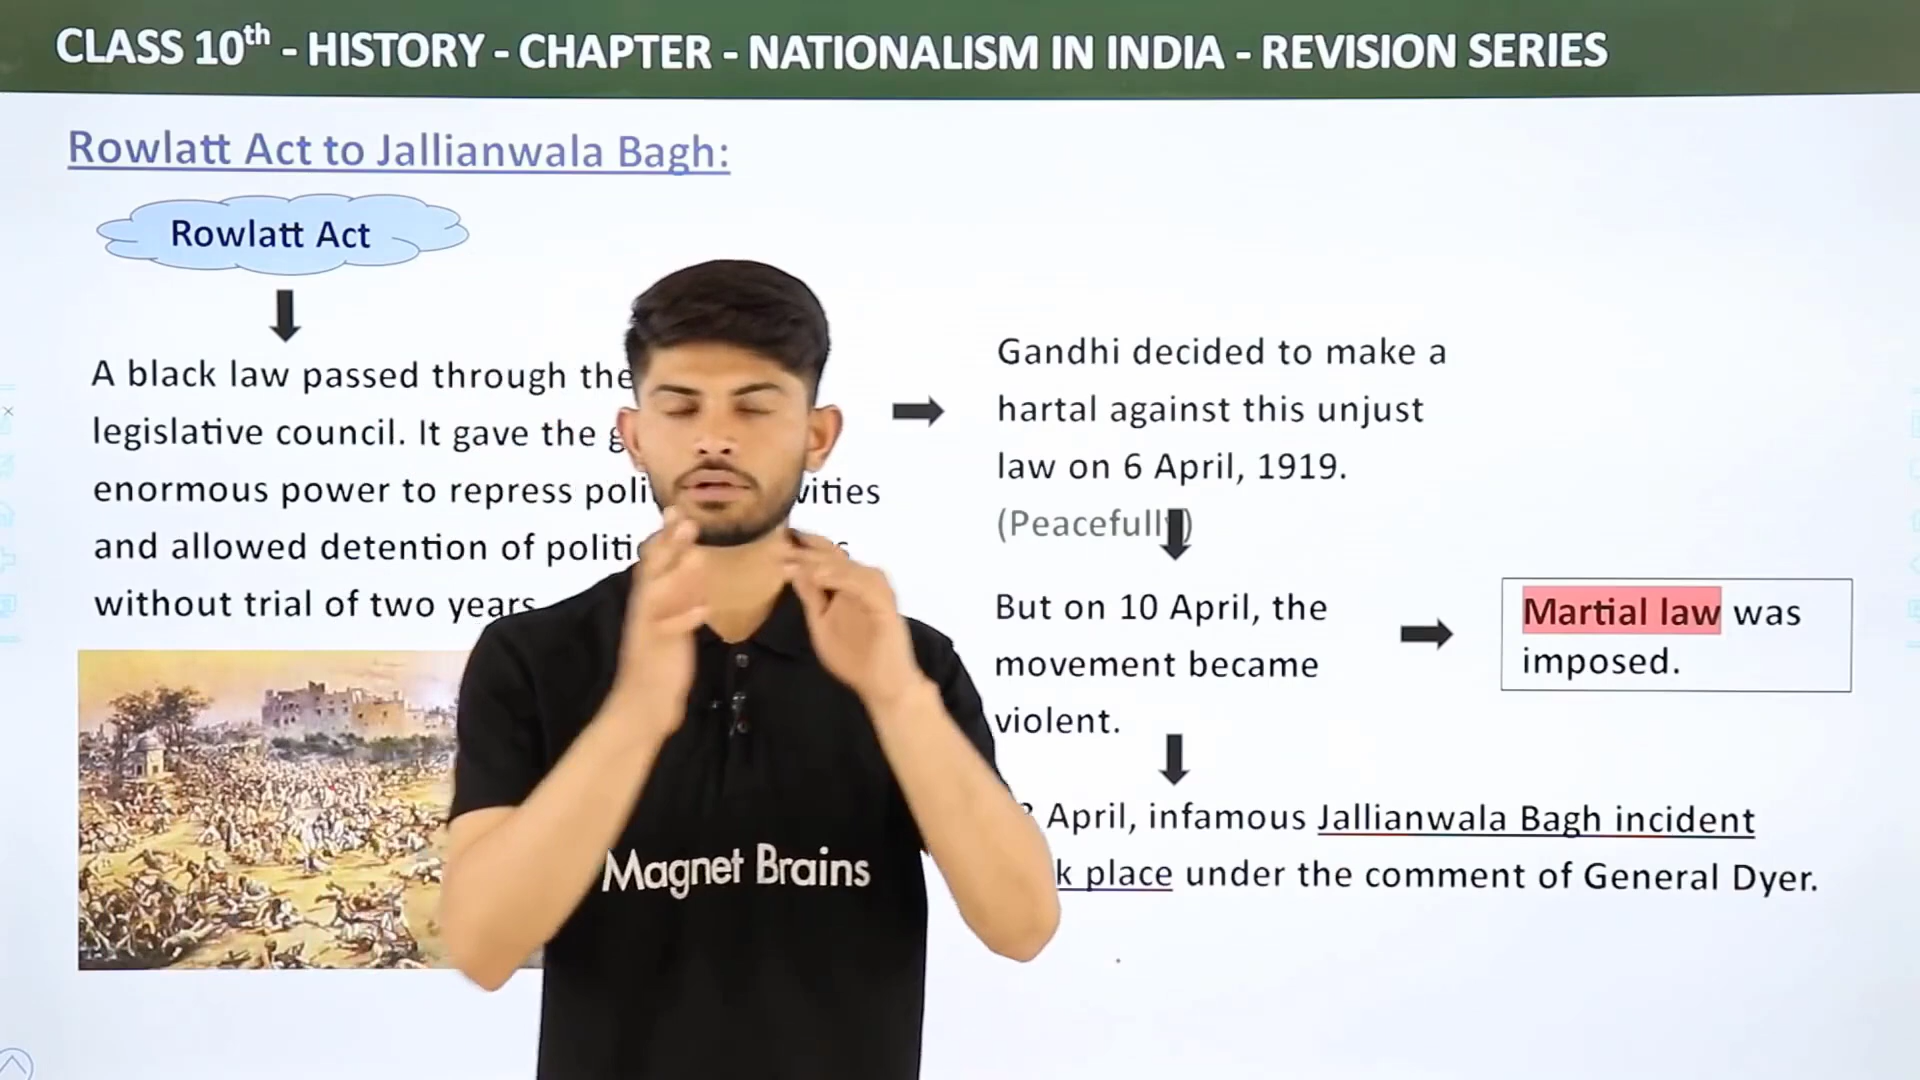 CLASS 10th - HISTORY - CHAPTER - NATIONALISM IN INDIA - REVISION SERIES
Rowlatt Act to Jallianwala Bagh:
Rowlatt Act
A black law passed through the
legislative council. It gave the
enormous power to repress
and allowed detention of
without trial of two years
Gandhi decided to make a
hartal against this unjust
law on 6 April, 1919.
(Peacefully)
But on 10 April, the
movement became
violent.
Martial law was
imposed.
April, infamous Jallianwala Bagh incident
place under the comment of General Dyer.
Magnet Brains